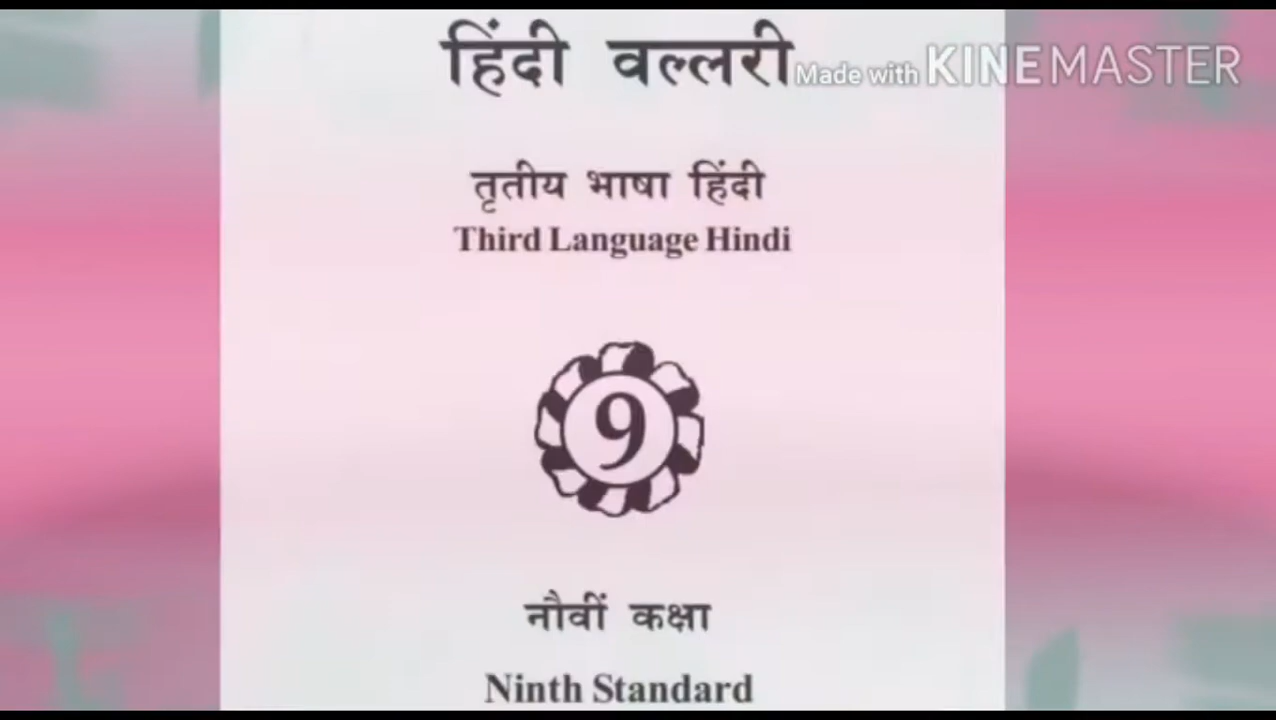 हिंदी वल्लरी
Made with KINEMASTER
तृतीय भाषा हिंदी
Third Language Hindi
9
नौवीं कक्षा
Ninth Standard